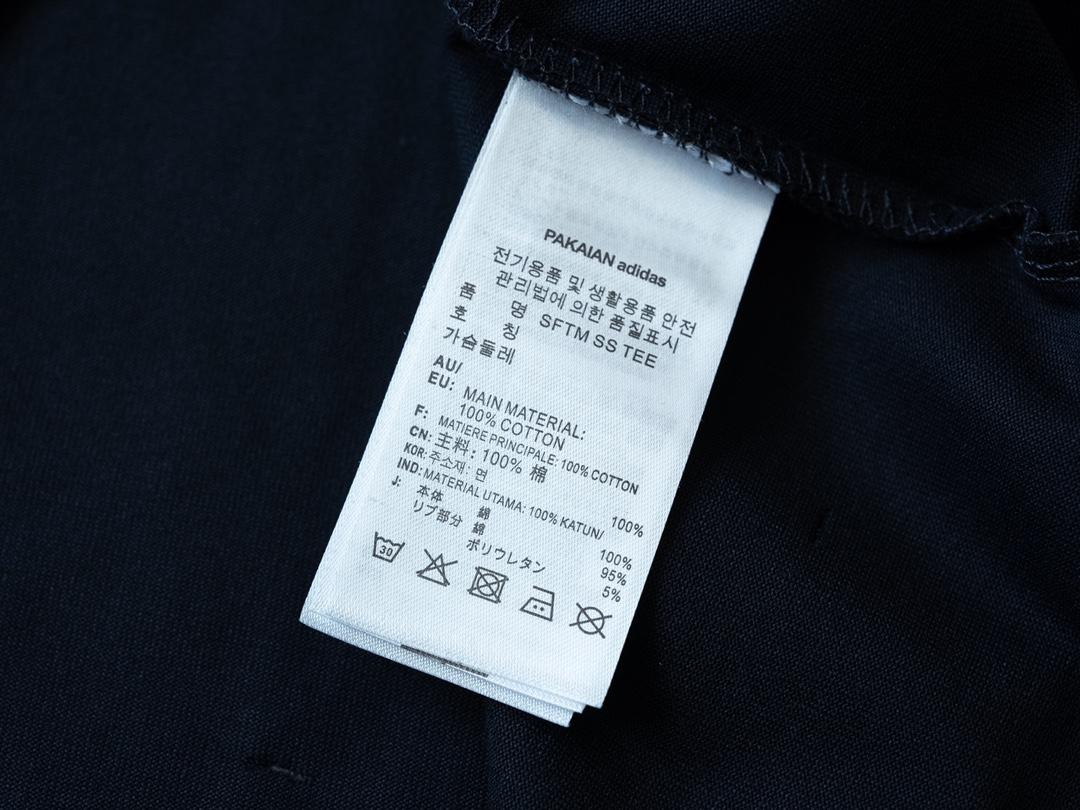 PAKAIAN adidas
전기용품 및 생활용품 안전
관리법에 의한 품질표시
품 명 SFTM SS TEE
호 칭
가슴둘레
AU/
EU: MAIN MATERIAL:
100% COTTON
F: MATIERE PRINCIPALE: 100% COTTON
CN: 主料: 100% 棉
KOR: 주소재: 면 100%
IND: MATERIAL UTAMA: 100% KATUN/
J: 本体 綿 100%
リブ部分 綿 95%
ポリウレタン 5%
30